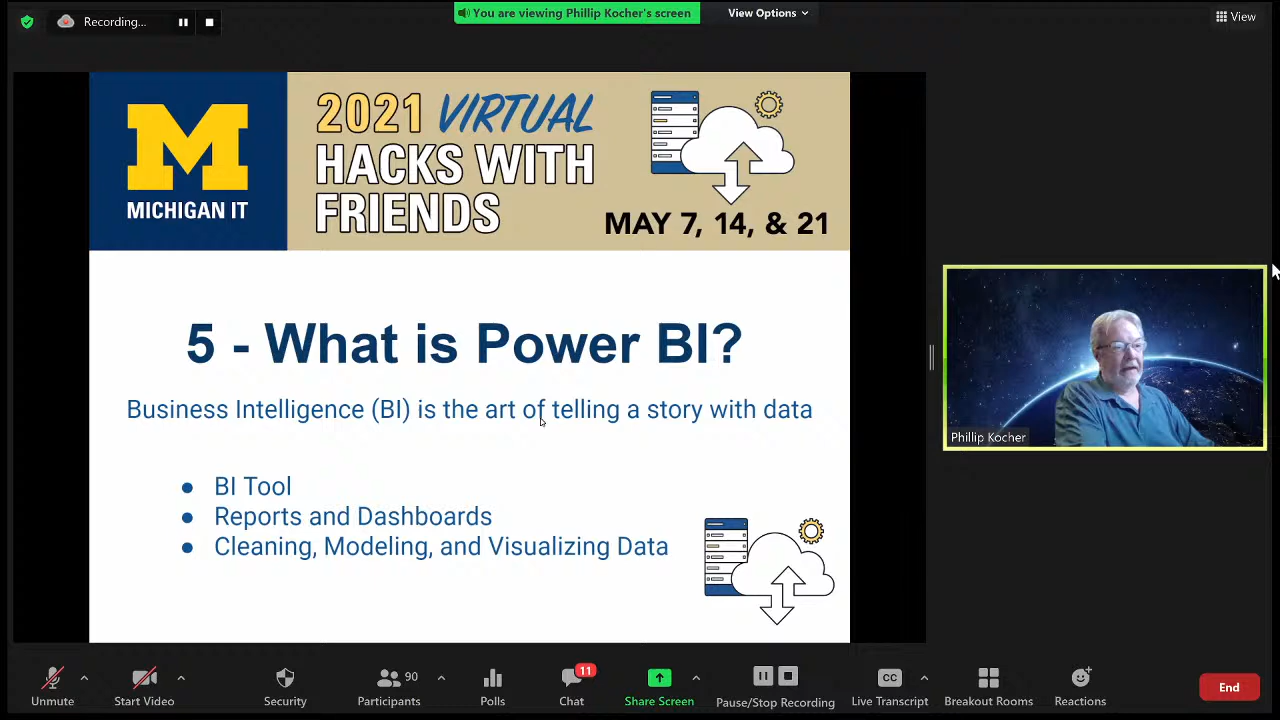 Recording...
You are viewing Phillip Kocher's screen
View Options
View
M
MICHIGAN IT
2021 VIRTUAL
HACKS WITH
FRIENDS
MAY 7, 14, & 21
5 - What is Power BI?
Business Intelligence (BI) is the art of telling a story with data
● BI Tool
● Reports and Dashboards
● Cleaning, Modeling, and Visualizing Data
Phillip Kocher
90
11
CC
Unmute
Start Video
Security
Participants
Polls
Chat
Share Screen
Pause/Stop Recording
Live Transcript
Breakout Rooms
Reactions
End